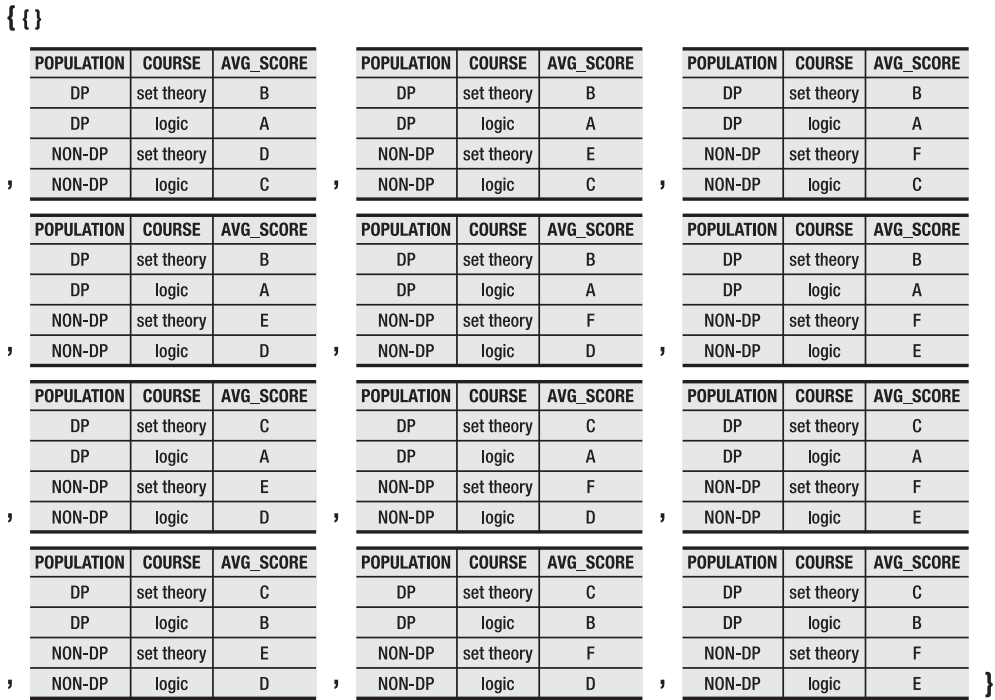 { { }
POPULATION COURSE AVG_SCORE POPULATION COURSE AVG_SCORE POPULATION COURSE AVG_SCORE
DP set theory B DP set theory B DP set theory B
DP logic A DP logic A DP logic A
NON-DP set theory D NON-DP set theory E NON-DP set theory F
, NON-DP logic C , NON-DP logic C , NON-DP logic C
POPULATION COURSE AVG_SCORE POPULATION COURSE AVG_SCORE POPULATION COURSE AVG_SCORE
DP set theory B DP set theory B DP set theory B
DP logic A DP logic A DP logic A
NON-DP set theory E NON-DP set theory F NON-DP set theory F
, NON-DP logic D , NON-DP logic D , NON-DP logic E
POPULATION COURSE AVG_SCORE POPULATION COURSE AVG_SCORE POPULATION COURSE AVG_SCORE
DP set theory C DP set theory C DP set theory C
DP logic A DP logic A DP logic A
NON-DP set theory E NON-DP set theory F NON-DP set theory F
, NON-DP logic D , NON-DP logic D , NON-DP logic E
POPULATION COURSE AVG_SCORE POPULATION COURSE AVG_SCORE POPULATION COURSE AVG_SCORE
DP set theory C DP set theory C DP set theory C
DP logic B DP logic B DP logic B
NON-DP set theory E NON-DP set theory F NON-DP set theory F
, NON-DP logic D , NON-DP logic D , NON-DP logic E }